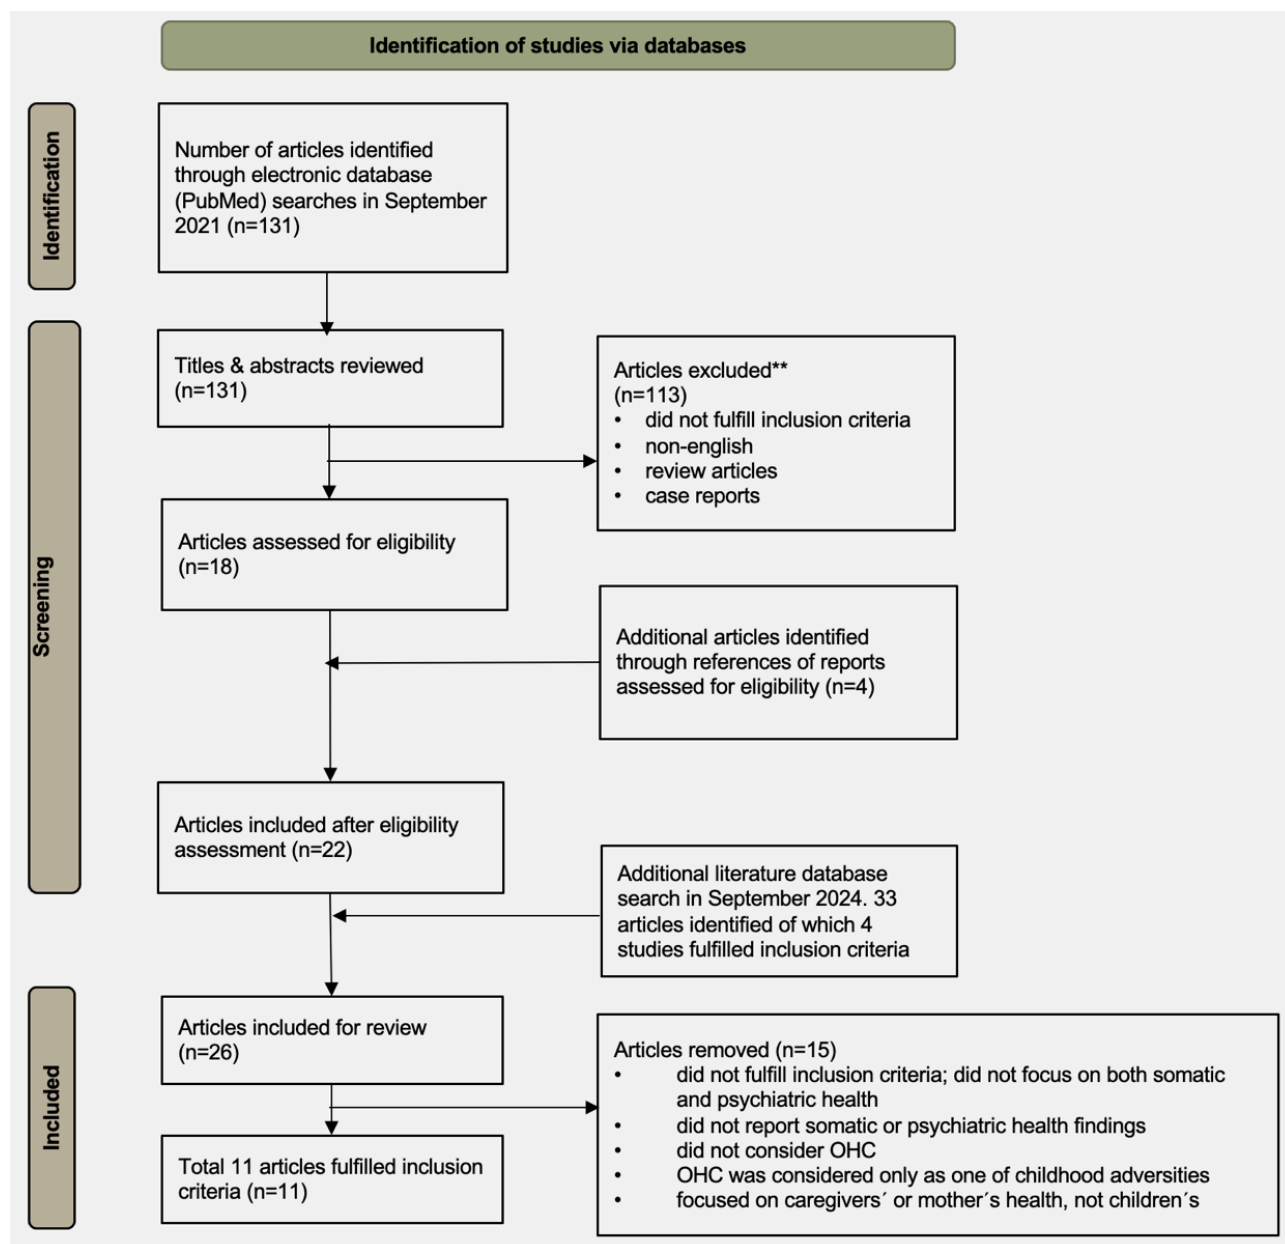 Identification of studies via databases
Identification
Number of articles identified
through electronic database
(PubMed) searches in September
2021 (n=131)
Screening
Titles & abstracts reviewed
(n=131)
Articles excluded**
(n=113)
• did not fulfill inclusion criteria
• non-english
• review articles
• case reports
Articles assessed for eligibility
(n=18)
Additional articles identified
through references of reports
assessed for eligibility (n=4)
Articles included after eligibility
assessment (n=22)
Additional literature database
search in September 2024. 33
articles identified of which 4
studies fulfilled inclusion criteria
Included
Articles included for review
(n=26)
Articles removed (n=15)
• did not fulfill inclusion criteria; did not focus on both somatic
and psychiatric health
• did not report somatic or psychiatric health findings
• did not consider OHC
• OHC was considered only as one of childhood adversities
• focused on caregivers´ or mother´s health, not children´s
Total 11 articles fulfilled inclusion
criteria (n=11)